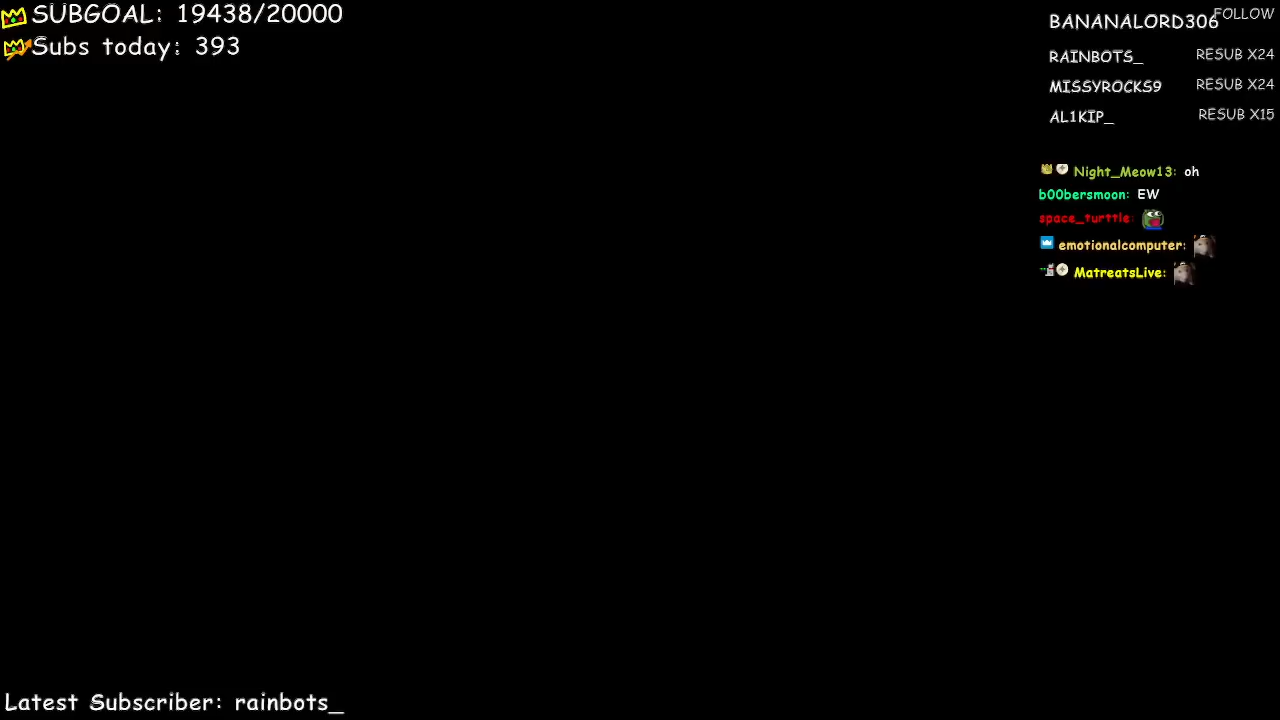 SUBGOAL: 19438/20000
Subs today: 393
FOLLOW
BANANALORD306
RAINBOTS_ RESUB X24
MISSYROCKS9 RESUB X24
AL1KIP_ RESUB X15
Night_Meow13: oh
b00bersmoon: EW
space_turttle:
emotionalcomputer:
MatreatsLive:
Latest Subscriber: rainbots_